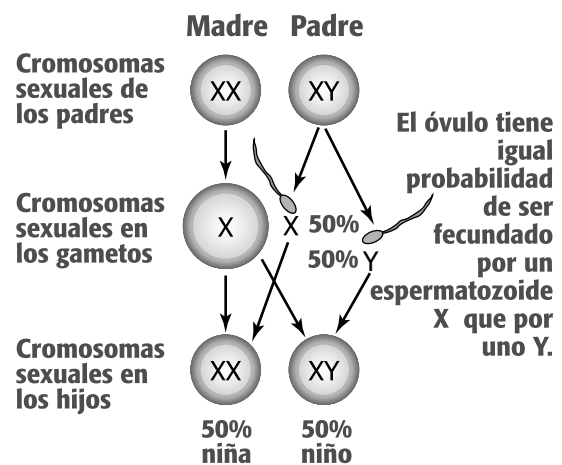 Madre Padre
Cromosomas
sexuales de
los padres
XX XY
El óvulo tiene
igual
probabilidad
de ser
fecundado
por un
espermatozoide
X que por
uno Y.
Cromosomas
sexuales en
los gametos
X
X 50%
50% Y
Cromosomas
sexuales en
los hijos
XX XY
50%
niña
50%
niño